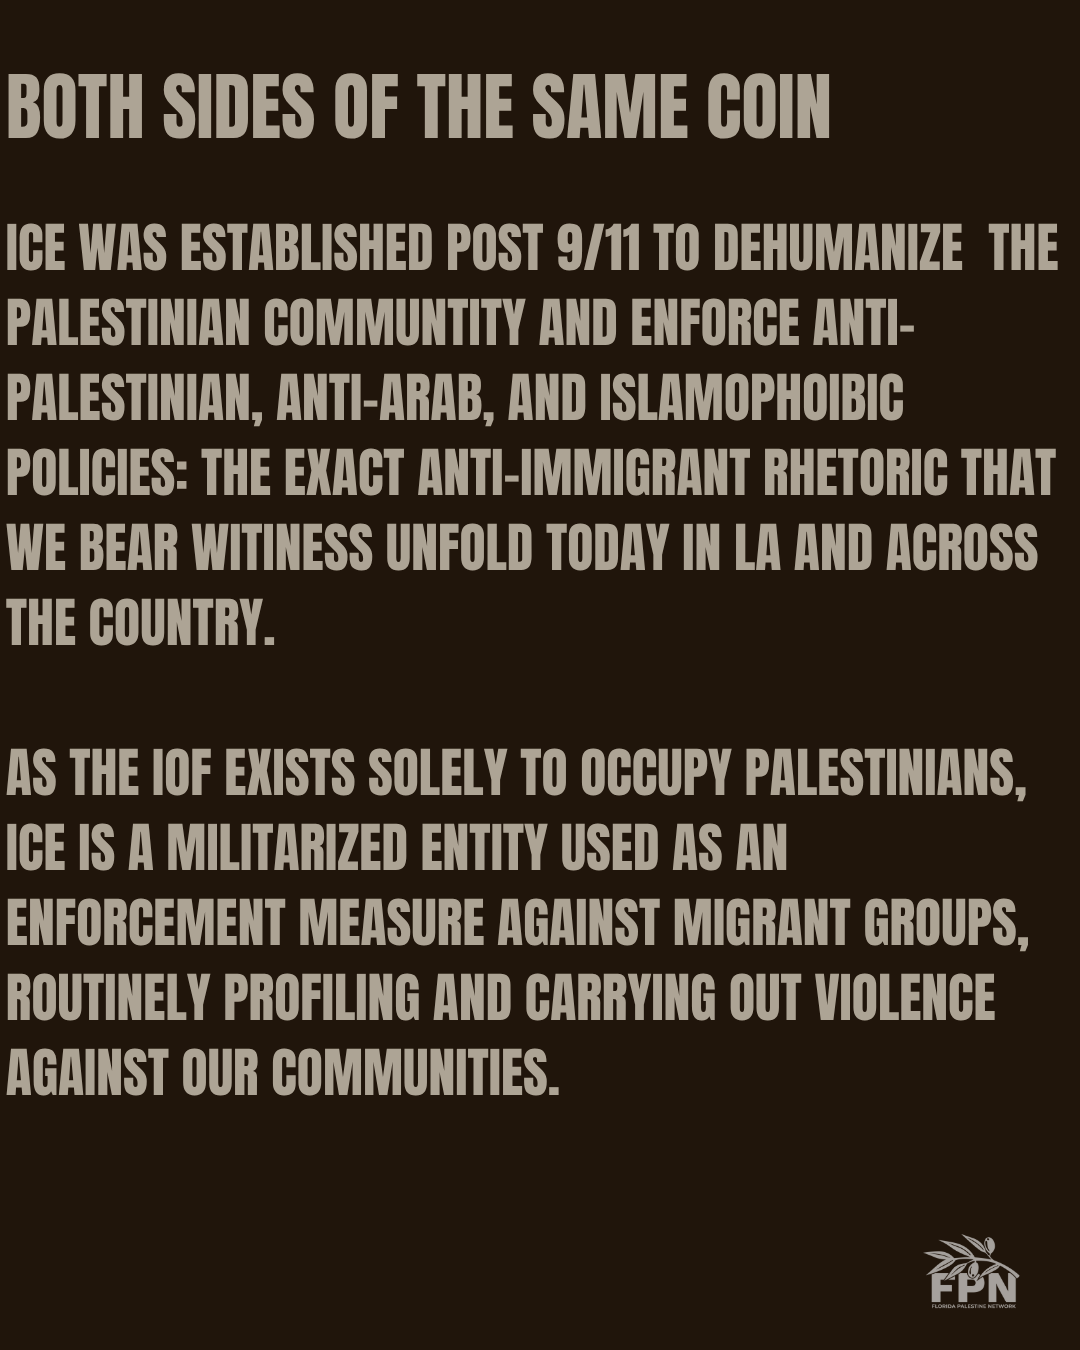 BOTH SIDES OF THE SAME COIN
ICE WAS ESTABLISHED POST 9/11 TO DEHUMANIZE  THE
PALESTINIAN COMMUNTITY AND ENFORCE ANTI-
PALESTINIAN, ANTI-ARAB, AND ISLAMOPHOIBIC
POLICIES: THE EXACT ANTI-IMMIGRANT RHETORIC THAT
WE BEAR WITINESS UNFOLD TODAY IN LA AND ACROSS
THE COUNTRY.
AS THE IOF EXISTS SOLELY TO OCCUPY PALESTINIANS,
ICE IS A MILITARIZED ENTITY USED AS AN
ENFORCEMENT MEASURE AGAINST MIGRANT GROUPS,
ROUTINELY PROFILING AND CARRYING OUT VIOLENCE
AGAINST OUR COMMUNITIES.
FPN
FLORIDA PALESTINE NETWORK